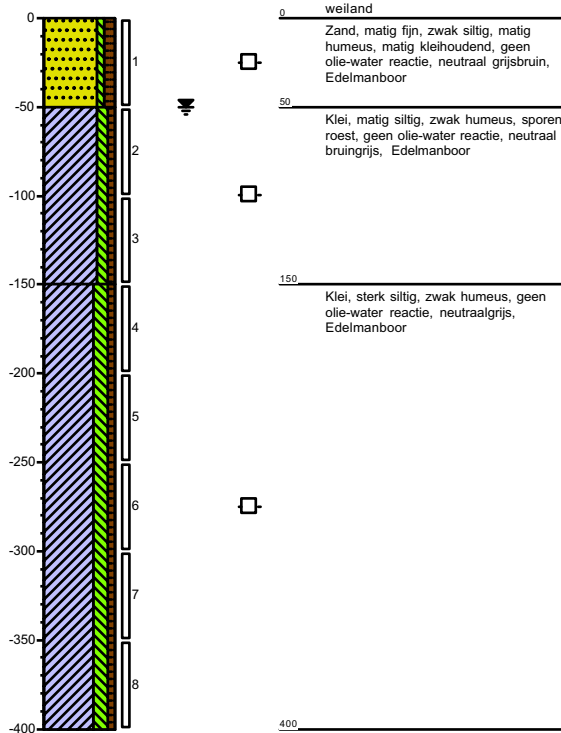 0
-50
-100
-150
-200
-250
-300
-350
-400
1
2
3
4
5
6
7
8
0
weiland
Zand, matig fijn, zwak siltig, matig
humeus, matig kleihoudend, geen
olie-water reactie, neutraal grijsbruin,
Edelmanboor
50
Klei, matig siltig, zwak humeus, sporen
roest, geen olie-water reactie, neutraal
bruingrijs, Edelmanboor
150
Klei, sterk siltig, zwak humeus, geen
olie-water reactie, neutraalgrijs,
Edelmanboor
400